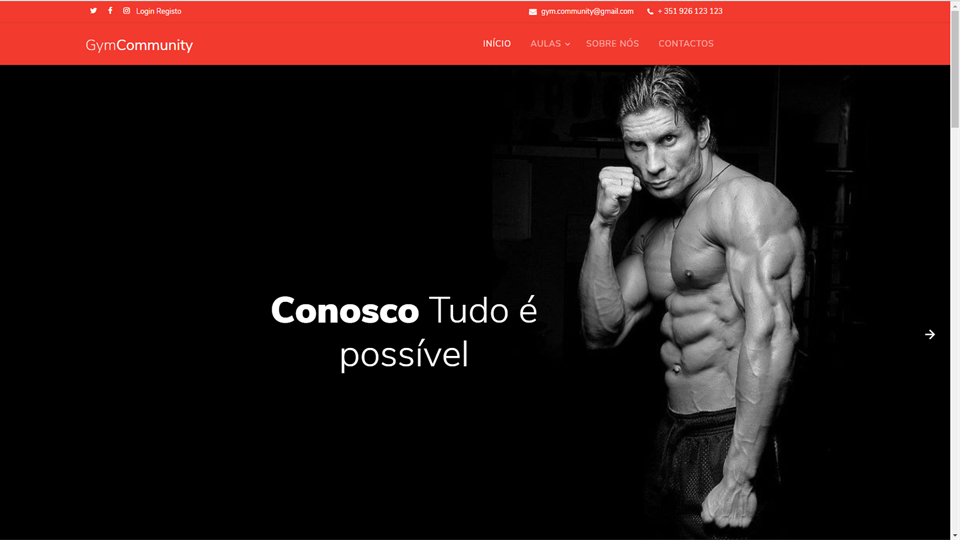 Login Registo
gym.community@gmail.com
+ 351 926 123 123
GymCommunity
INÍCIO
AULAS
SOBRE NÓS
CONTACTOS
Conosco Tudo é
possível